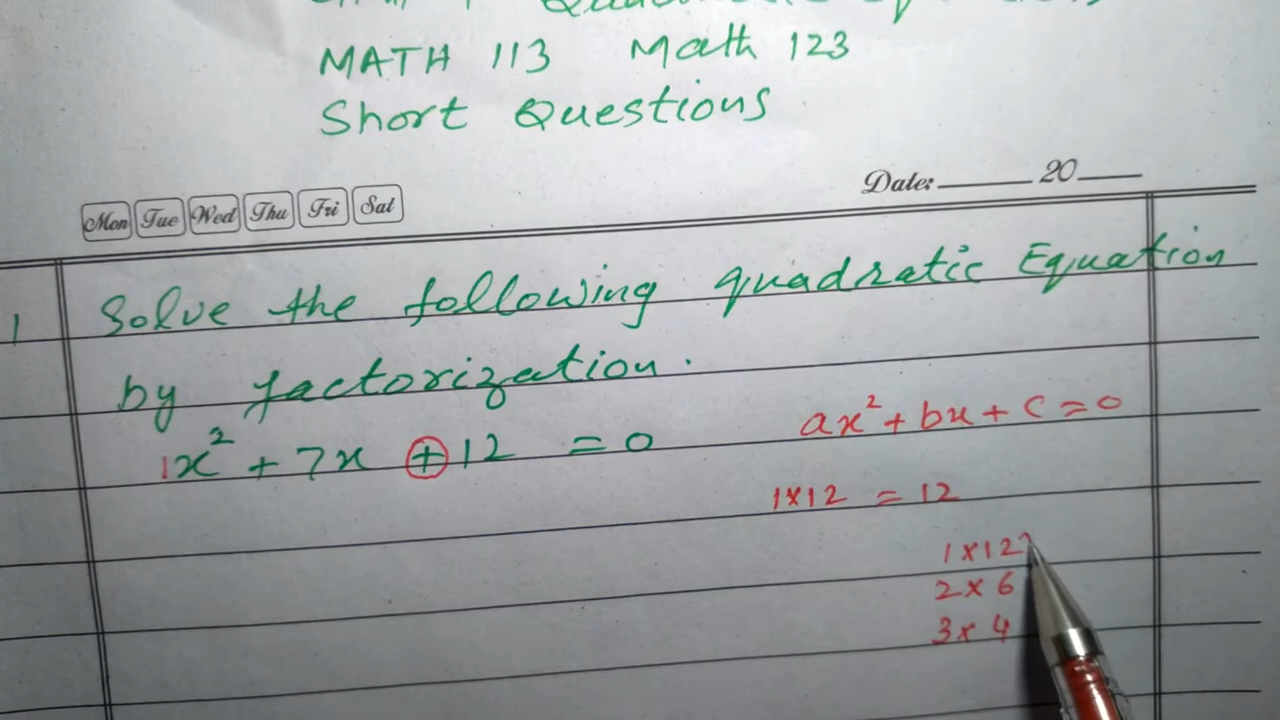 MATH 113 Math 123
Short Questions
Mon Tue Wed Thu Fri Sat
Date: 20
1 Solve the following quadratic Equation
by factorization.
1x² + 7x + 12 = 0
ax² + bx + c = 0
1×12 = 12
1×12
2×6
3×4